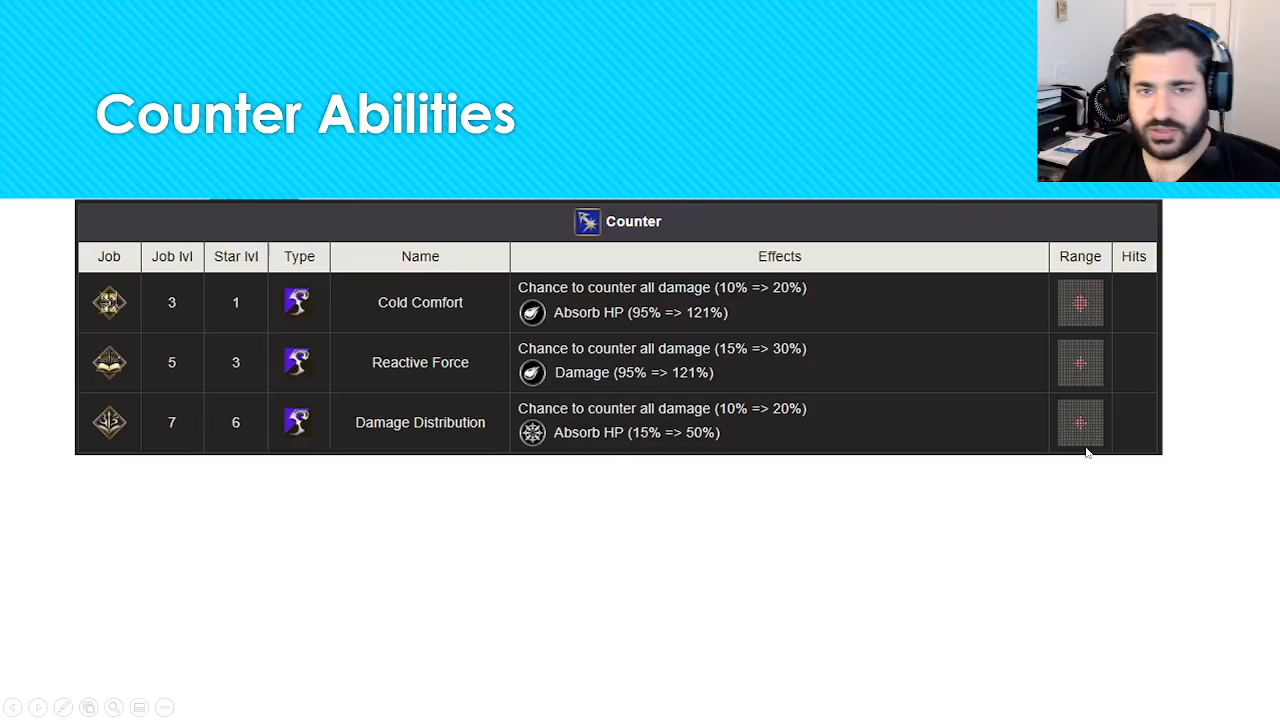 Counter Abilities
Counter
Job Job lvl Star lvl Type Name Effects Range Hits
3 1 Cold Comfort Chance to counter all damage (10% => 20%)
Absorb HP (95% => 121%)
5 3 Reactive Force Chance to counter all damage (15% => 30%)
Damage (95% => 121%)
7 6 Damage Distribution Chance to counter all damage (10% => 20%)
Absorb HP (15% => 50%)